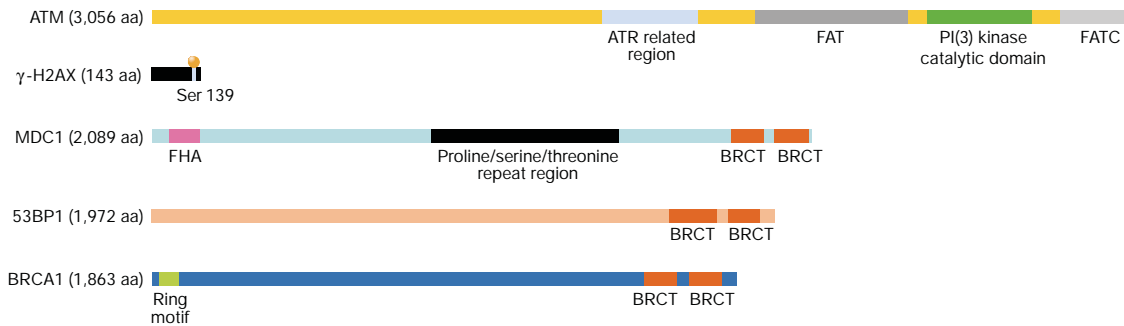 ATM (3,056 aa)
ATR related
region
FAT
PI(3) kinase
catalytic domain
FATC
γ-H2AX (143 aa)
Ser 139
MDC1 (2,089 aa)
FHA
Proline/serine/threonine
repeat region
BRCT
BRCT
53BP1 (1,972 aa)
BRCT
BRCT
BRCA1 (1,863 aa)
Ring
motif
BRCT
BRCT